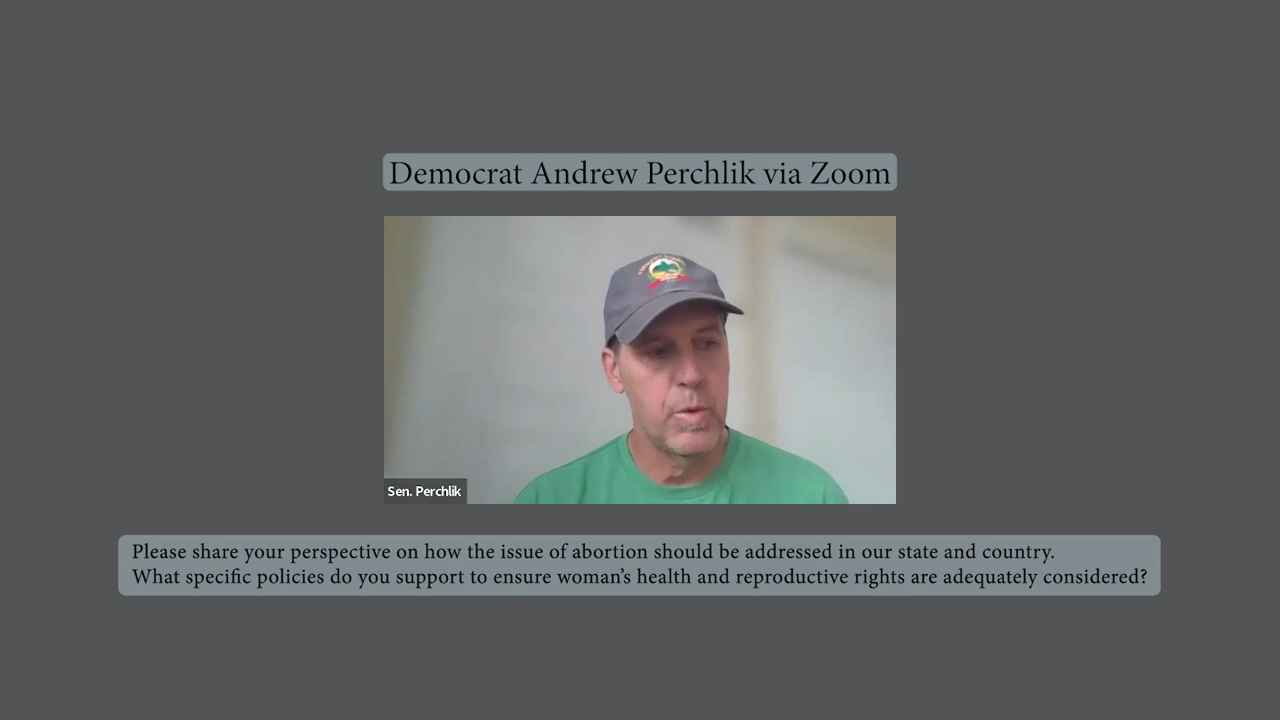 Democrat Andrew Perchlik via Zoom
Sen. Perchlik
Please share your perspective on how the issue of abortion should be addressed in our state and country.
What specific policies do you support to ensure woman’s health and reproductive rights are adequately considered?